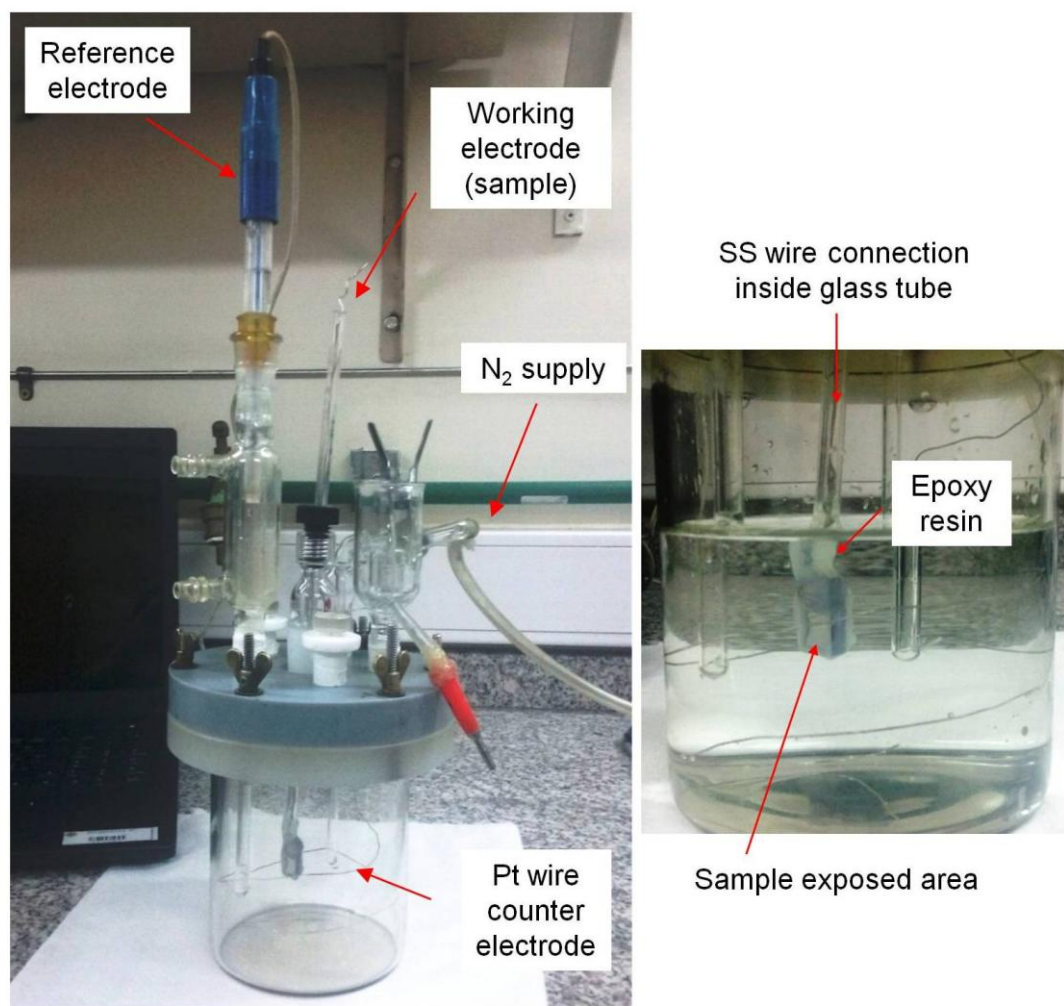 Reference
electrode
Working
electrode
(sample)
N₂ supply
Pt wire
counter
electrode
SS wire connection
inside glass tube
Epoxy
resin
Sample exposed area